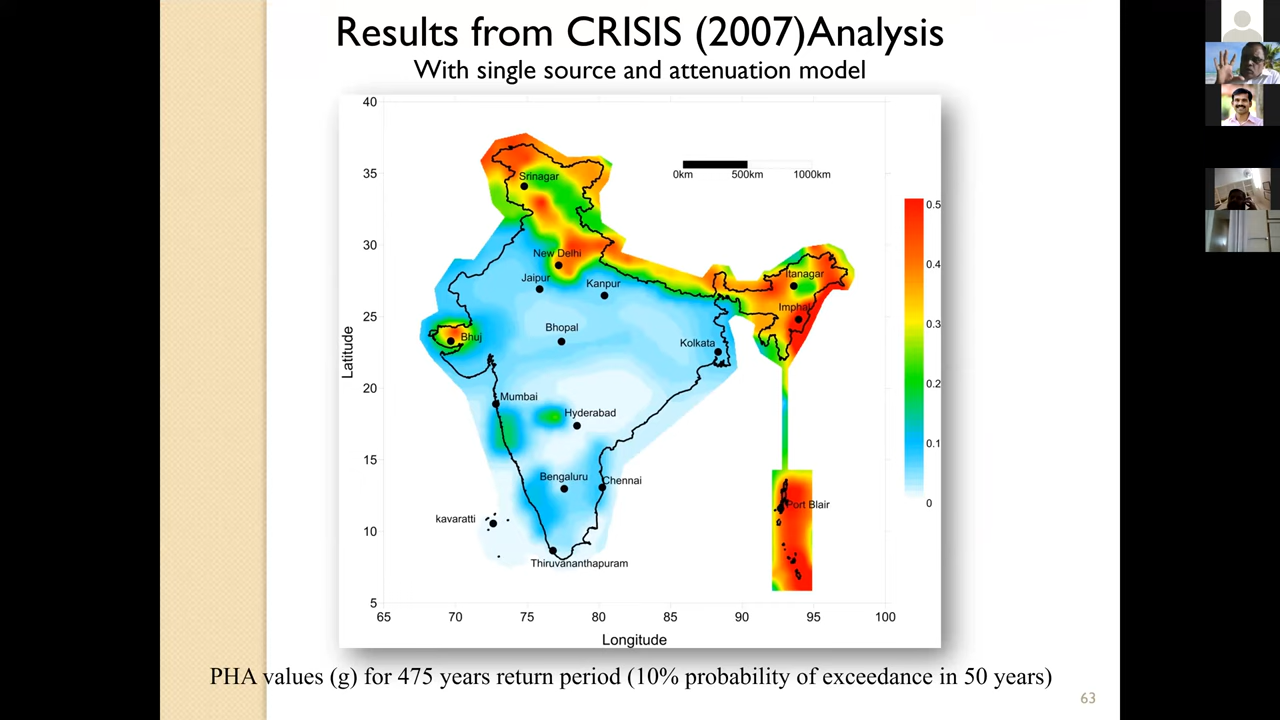 Results from CRISIS (2007)Analysis
With single source and attenuation model
40
35
30
25
20
15
10
5
Latitude
65 70 75 80 85 90 95 100
Longitude
0km 500km 1000km
0.5
0.4
0.3
0.2
0.1
0
Srinagar
New Delhi
Jaipur
Kanpur
Itanagar
Imphal
Bhuj
Bhopal
Kolkata
Mumbai
Hyderabad
Bengaluru
Chennai
Port Blair
kavaratti
Thiruvananthapuram
PHA values (g) for 475 years return period (10% probability of exceedance in 50 years)
63